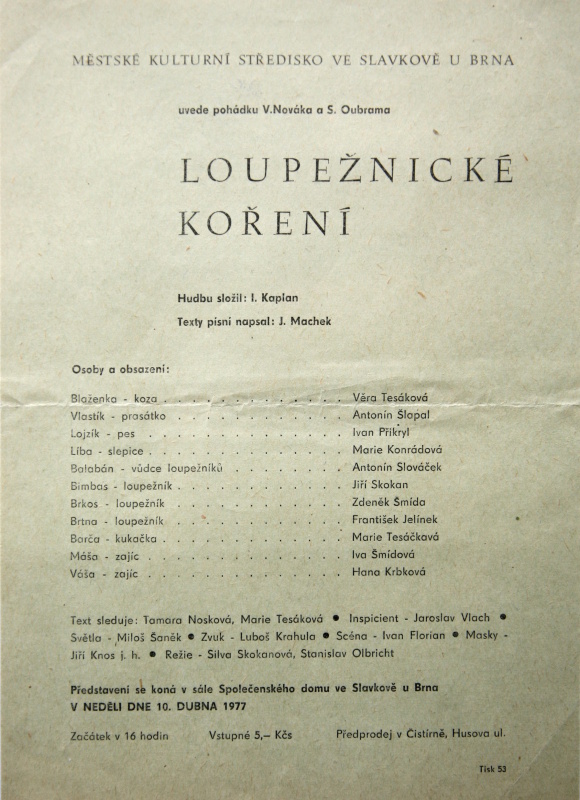 MĚSTSKÉ KULTURNÍ STŘEDISKO VE SLAVKOVĚ U BRNA
uvede pohádku V.Nováka a S. Oubrama
LOUPEŽNICKÉ
KOŘENÍ
Hudbu složil: I. Kaplan
Texty písní napsal: J. Machek
Osoby a obsazení:
Blaženka - koza . . . . . . . . . . . . . Věra Tesáková
Vlastík - prasátko . . . . . . . . . . . . Antonín Šlapal
Lojzík - pes . . . . . . . . . . . . . . Ivan Přikryl
Líba - slepice . . . . . . . . . . . . . . Marie Konrádová
Balabán - vůdce loupežníků . . . . . . . . Antonín Slováček
Bimbas - loupežník . . . . . . . . . . . . Jiří Skokan
Brkos - loupežník . . . . . . . . . . . . Zdeněk Šmída
Brtna - loupežník . . . . . . . . . . . . František Jelínek
Barča - kukačka . . . . . . . . . . . . . Marie Tesáčkavá
Máša - zajíc . . . . . . . . . . . . . . Iva Šmídová
Váša - zajíc . . . . . . . . . . . . . . Hana Krbková
Text sleduje: Tamara Nosková, Marie Tesáková ● Inspicient - Jaroslav Vlach ●
Světla - Miloš Šaněk ● Zvuk - Luboš Krahula ● Scéna - Ivan Florian ● Masky -
Jiří Knos j. h. ● Režie - Silva Skokanová, Stanislav Olbricht
Představení se koná v sále Společenského domu ve Slavkově u Brna
V NEDĚLI DNE 10. DUBNA 1977
Začátek v 16 hodin Vstupné 5,– Kčs Předprodej v Čistírně, Husova ul.
Tisk 53